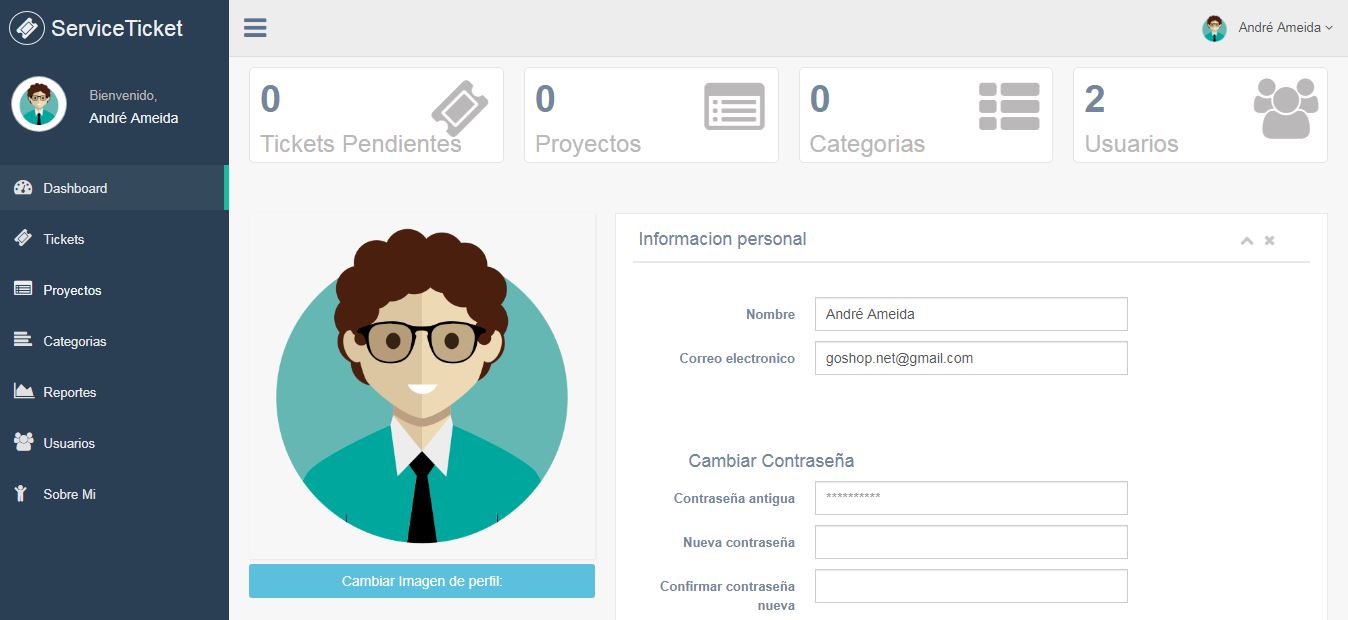 ServiceTicket
André Ameida
Bienvenido,
André Ameida
Dashboard
Tickets
Proyectos
Categorias
Reportes
Usuarios
Sobre Mi
0
Tickets Pendientes
0
Proyectos
0
Categorias
2
Usuarios
Cambiar Imagen de perfil:
Informacion personal
Nombre
André Ameida
Correo electronico
goshop.net@gmail.com
Cambiar Contraseña
Contraseña antigua
**********
Nueva contraseña
Confirmar contraseña
nueva